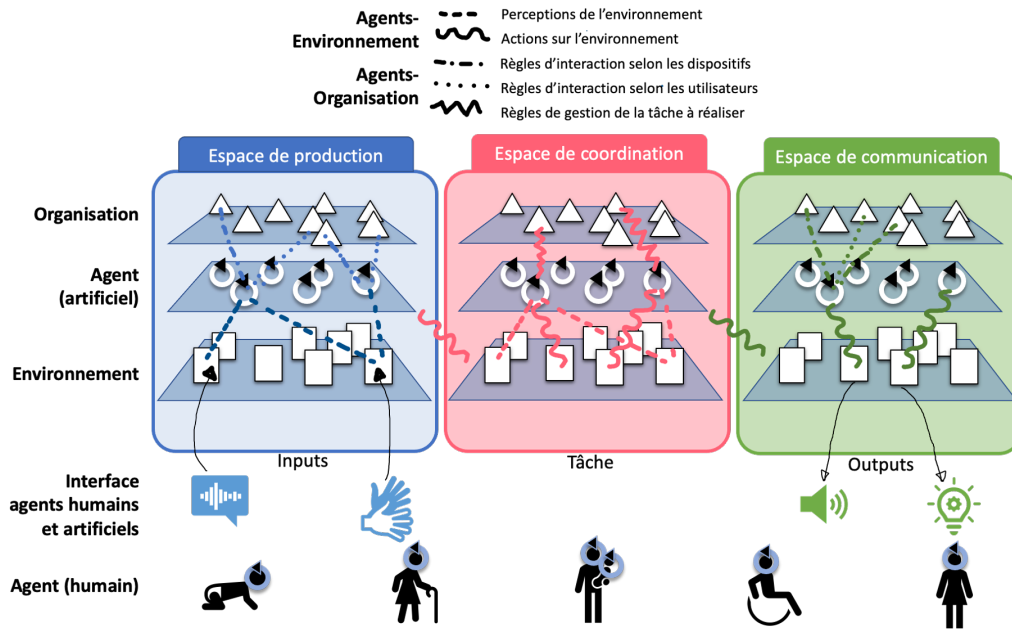 Agents-
Environnement
Perceptions de l'environnement
Actions sur l'environnement
Agents-
Organisation
Règles d'interaction selon les dispositifs
Règles d'interaction selon les utilisateurs
Règles de gestion de la tâche à réaliser
Espace de production
Espace de coordination
Espace de communication
Organisation
Agent
(artificiel)
Environnement
Inputs
Tâche
Outputs
Interface
agents humains
et artificiels
Agent (humain)